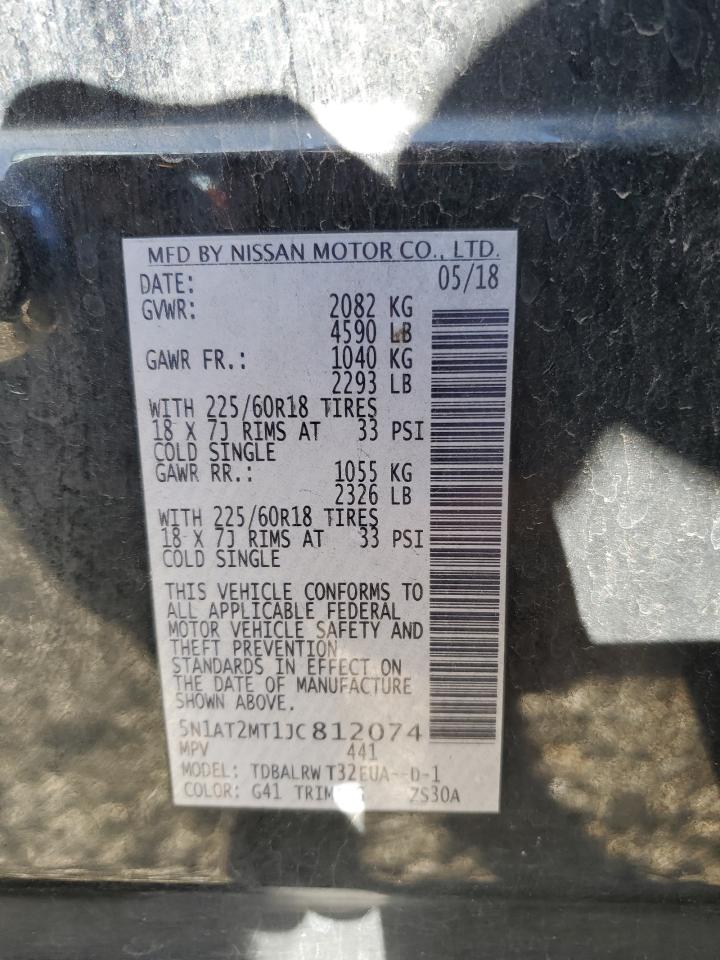 MFD BY NISSAN MOTOR CO., LTD.
DATE: 05/18
GVWR: 2082 KG
4590 LB
GAWR FR.: 1040 KG
2293 LB
WITH 225/60R18 TIRES
18 X 7J RIMS AT 33 PSI
COLD SINGLE
GAWR RR.: 1055 KG
2326 LB
WITH 225/60R18 TIRES
18 X 7J RIMS AT 33 PSI
COLD SINGLE
THIS VEHICLE CONFORMS TO
ALL APPLICABLE FEDERAL
MOTOR VEHICLE SAFETY AND
THEFT PREVENTION
STANDARDS IN EFFECT ON
THE DATE OF MANUFACTURE
SHOWN ABOVE.
5N1AT2MT1JC812074
MPV 441
MODEL: TDBALRW T32EUA--D-1
COLOR: G41 TRIM ZS30A